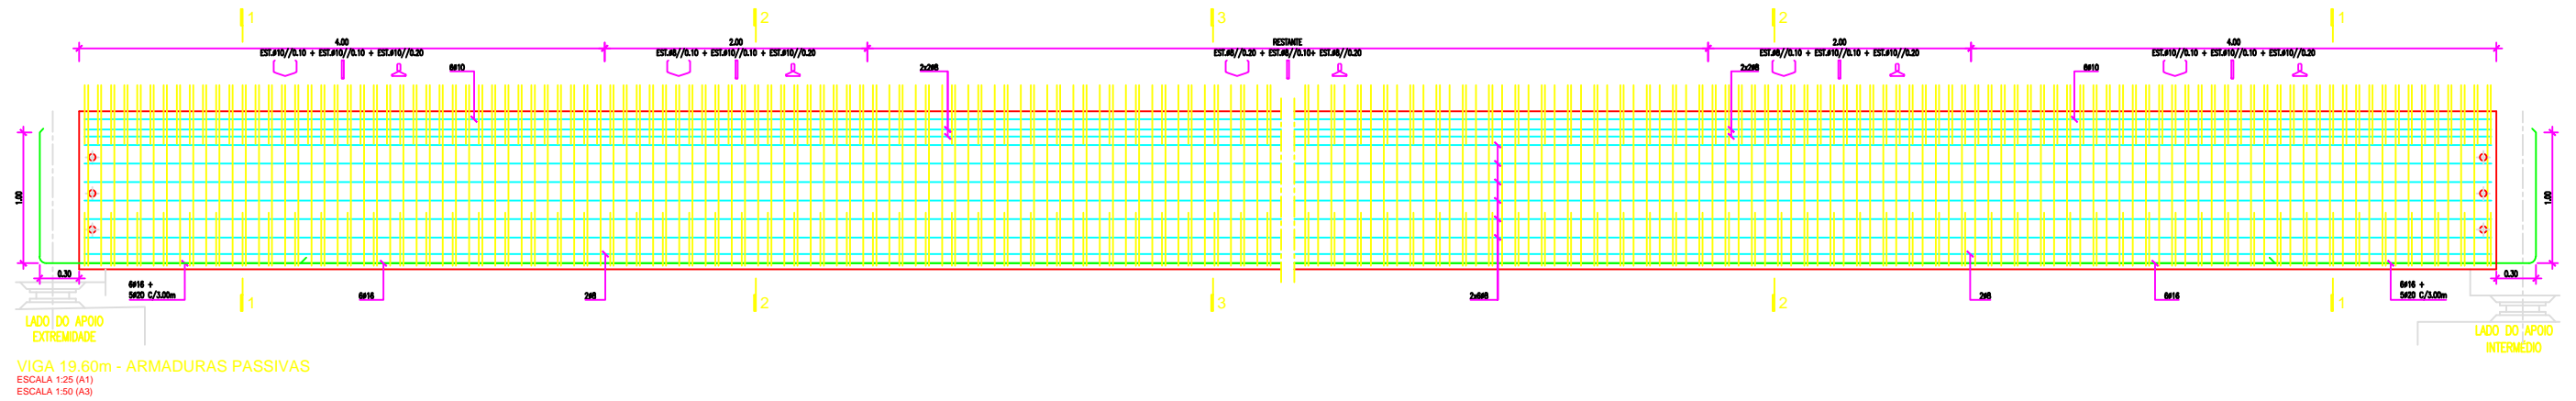 1
2
3
2
1
4.00
2.00
RESTANTE
2.00
4.00
EST.ø10//0.10 + EST.ø10//0.10 + EST.ø10//0.20
EST.ø8//0.10 + EST.ø10//0.10 + EST.ø10//0.20
EST.ø8//0.20 + EST.ø8//0.10+ EST.ø8//0.20
EST.ø8//0.10 + EST.ø10//0.10 + EST.ø10//0.20
EST.ø10//0.10 + EST.ø10//0.10 + EST.ø10//0.20
6ø10
2x2ø8
2x2ø8
6ø10
1.00
1.00
0.30
0.30
6ø16 +
5ø20 C/3.00m
6ø16
2ø8
2x6ø8
2ø8
6ø16
6ø16 +
5ø20 C/3.00m
1
2
3
2
1
LADO DO APOIO
EXTREMIDADE
LADO DO APOIO
INTERMÉDIO
VIGA 19.60m - ARMADURAS PASSIVAS
ESCALA 1:25 (A1)
ESCALA 1:50 (A3)